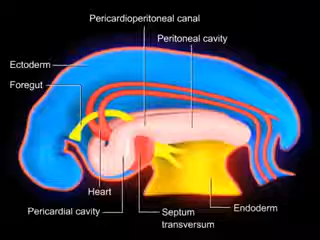 Pericardioperitoneal canal
Peritoneal cavity
Ectoderm
Foregut
Heart
Pericardial cavity
Septum
transversum
Endoderm